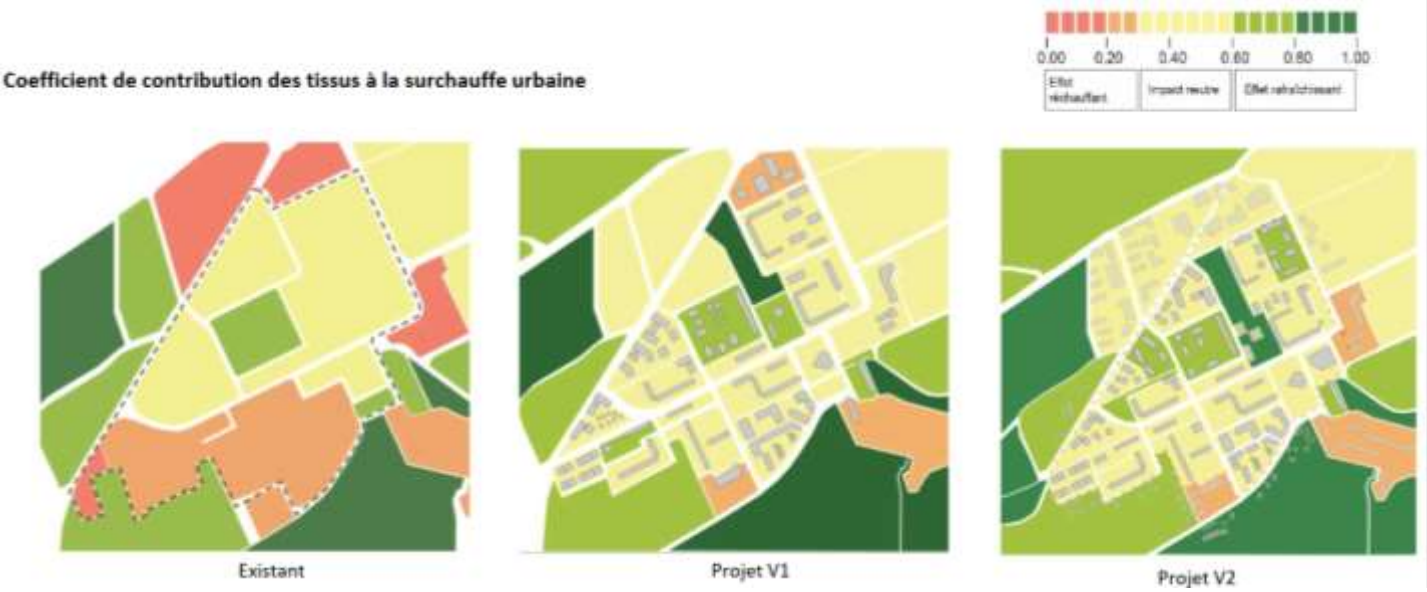 0.00 0.20 0.40 0.60 0.80 1.00
Effet réchauffant
Impact neutre
Effet rafraîchissant
Coefficient de contribution des tissus à la surchauffe urbaine
Existant
Projet V1
Projet V2